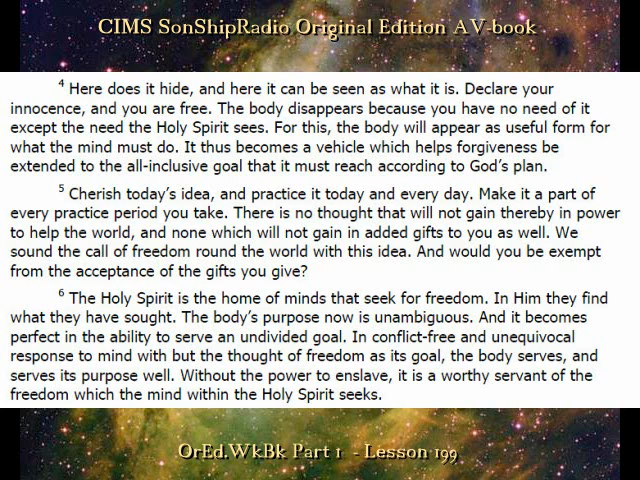 CIMS SonShipRadio Original Edition AV-book
4 Here does it hide, and here it can be seen as what it is. Declare your
innocence, and you are free. The body disappears because you have no need of it
except the need the Holy Spirit sees. For this, the body will appear as useful form for
what the mind must do. It thus becomes a vehicle which helps forgiveness be
extended to the all-inclusive goal that it must reach according to God's plan.
5 Cherish today's idea, and practice it today and every day. Make it a part of
every practice period you take. There is no thought that will not gain thereby in power
to help the world, and none which will not gain in added gifts to you as well. We
sound the call of freedom round the world with this idea. And would you be exempt
from the acceptance of the gifts you give?
6 The Holy Spirit is the home of minds that seek for freedom. In Him they find
what they have sought. The body's purpose now is unambiguous. And it becomes
perfect in the ability to serve an undivided goal. In conflict-free and unequivocal
response to mind with but the thought of freedom as its goal, the body serves, and
serves its purpose well. Without the power to enslave, it is a worthy servant of the
freedom which the mind within the Holy Spirit seeks.
OrEd.WkBk Part 1 - Lesson 199